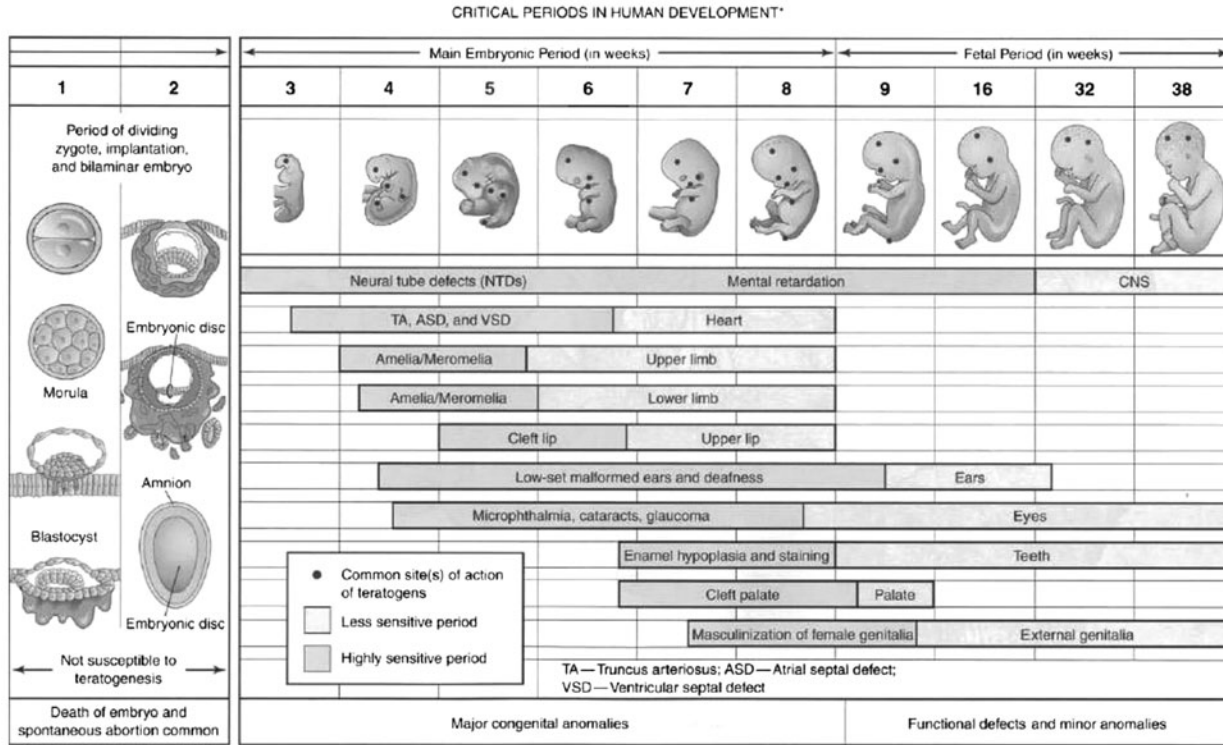 CRITICAL PERIODS IN HUMAN DEVELOPMENT*
Main Embryonic Period (in weeks)
Fetal Period (in weeks)
1
2
3
4
5
6
7
8
9
16
32
38
Period of dividing
zygote, implantation,
and bilaminar embryo
Embryonic disc
Morula
Amnion
Blastocyst
Embryonic disc
Not susceptible to
teratogenesis
Death of embryo and
spontaneous abortion common
Neural tube defects (NTDs)
Mental retardation
CNS
TA, ASD, and VSD
Heart
Amelia/Meromelia
Upper limb
Amelia/Meromelia
Lower limb
Cleft lip
Upper lip
Low-set malformed ears and deafness
Ears
Microphthalmia, cataracts, glaucoma
Eyes
Enamel hypoplasia and staining
Teeth
Cleft palate
Palate
Masculinization of female genitalia
External genitalia
Common site(s) of action
of teratogens
Less sensitive period
Highly sensitive period
TA—Truncus arteriosus; ASD—Atrial septal defect;
VSD—Ventricular septal defect
Major congenital anomalies
Functional defects and minor anomalies